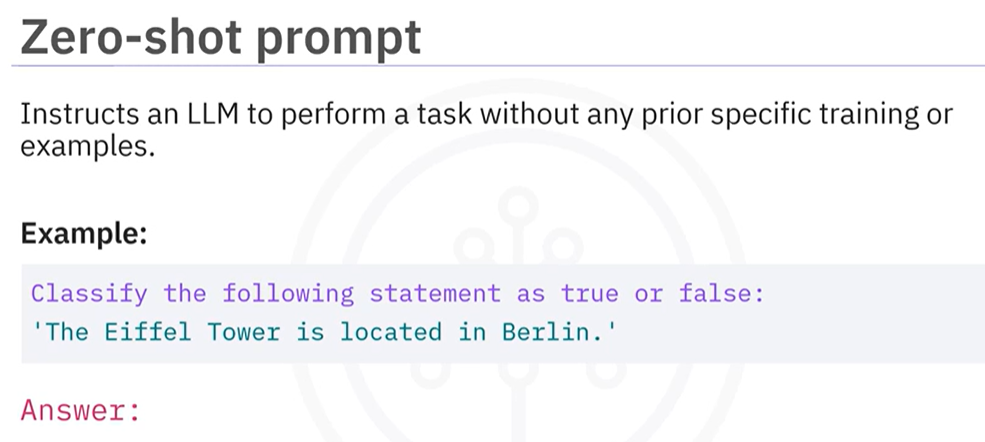 Zero-shot prompt
Instructs an LLM to perform a task without any prior specific training or
examples.
Example:
Classify the following statement as true or false:
'The Eiffel Tower is located in Berlin.'
Answer: